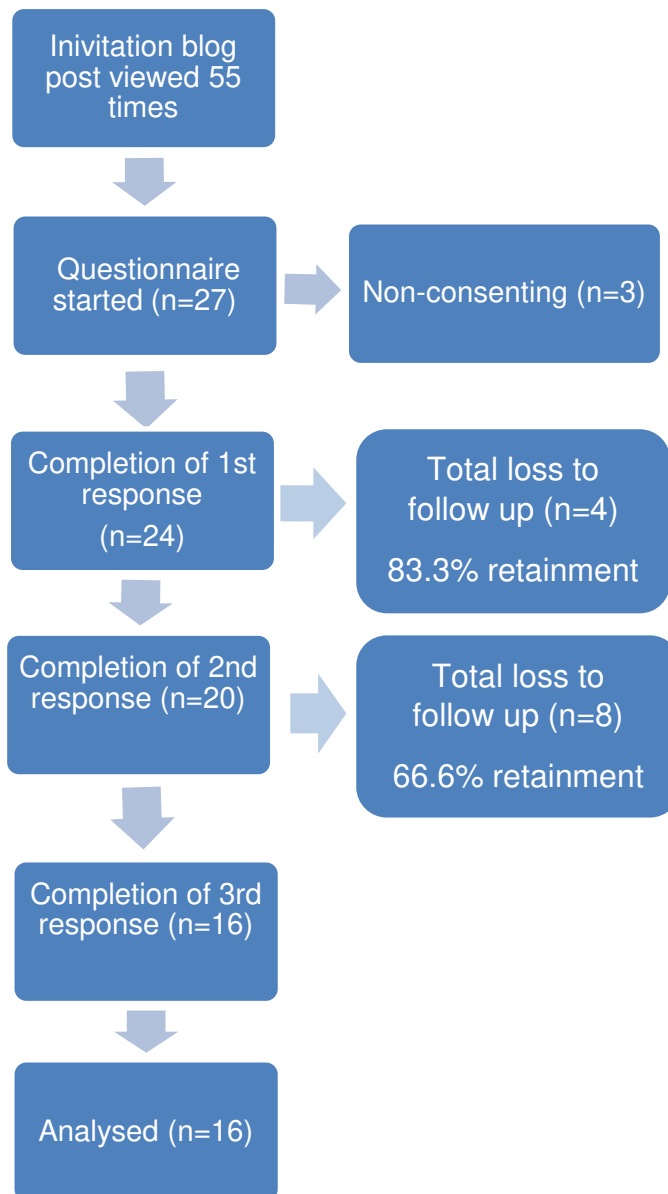 Inivitation blog
post viewed 55
times
Questionnaire
started (n=27)
Non-consenting (n=3)
Completion of 1st
response
(n=24)
Total loss to
follow up (n=4)
83.3% retainment
Completion of 2nd
response (n=20)
Total loss to
follow up (n=8)
66.6% retainment
Completion of 3rd
response (n=16)
Analysed (n=16)